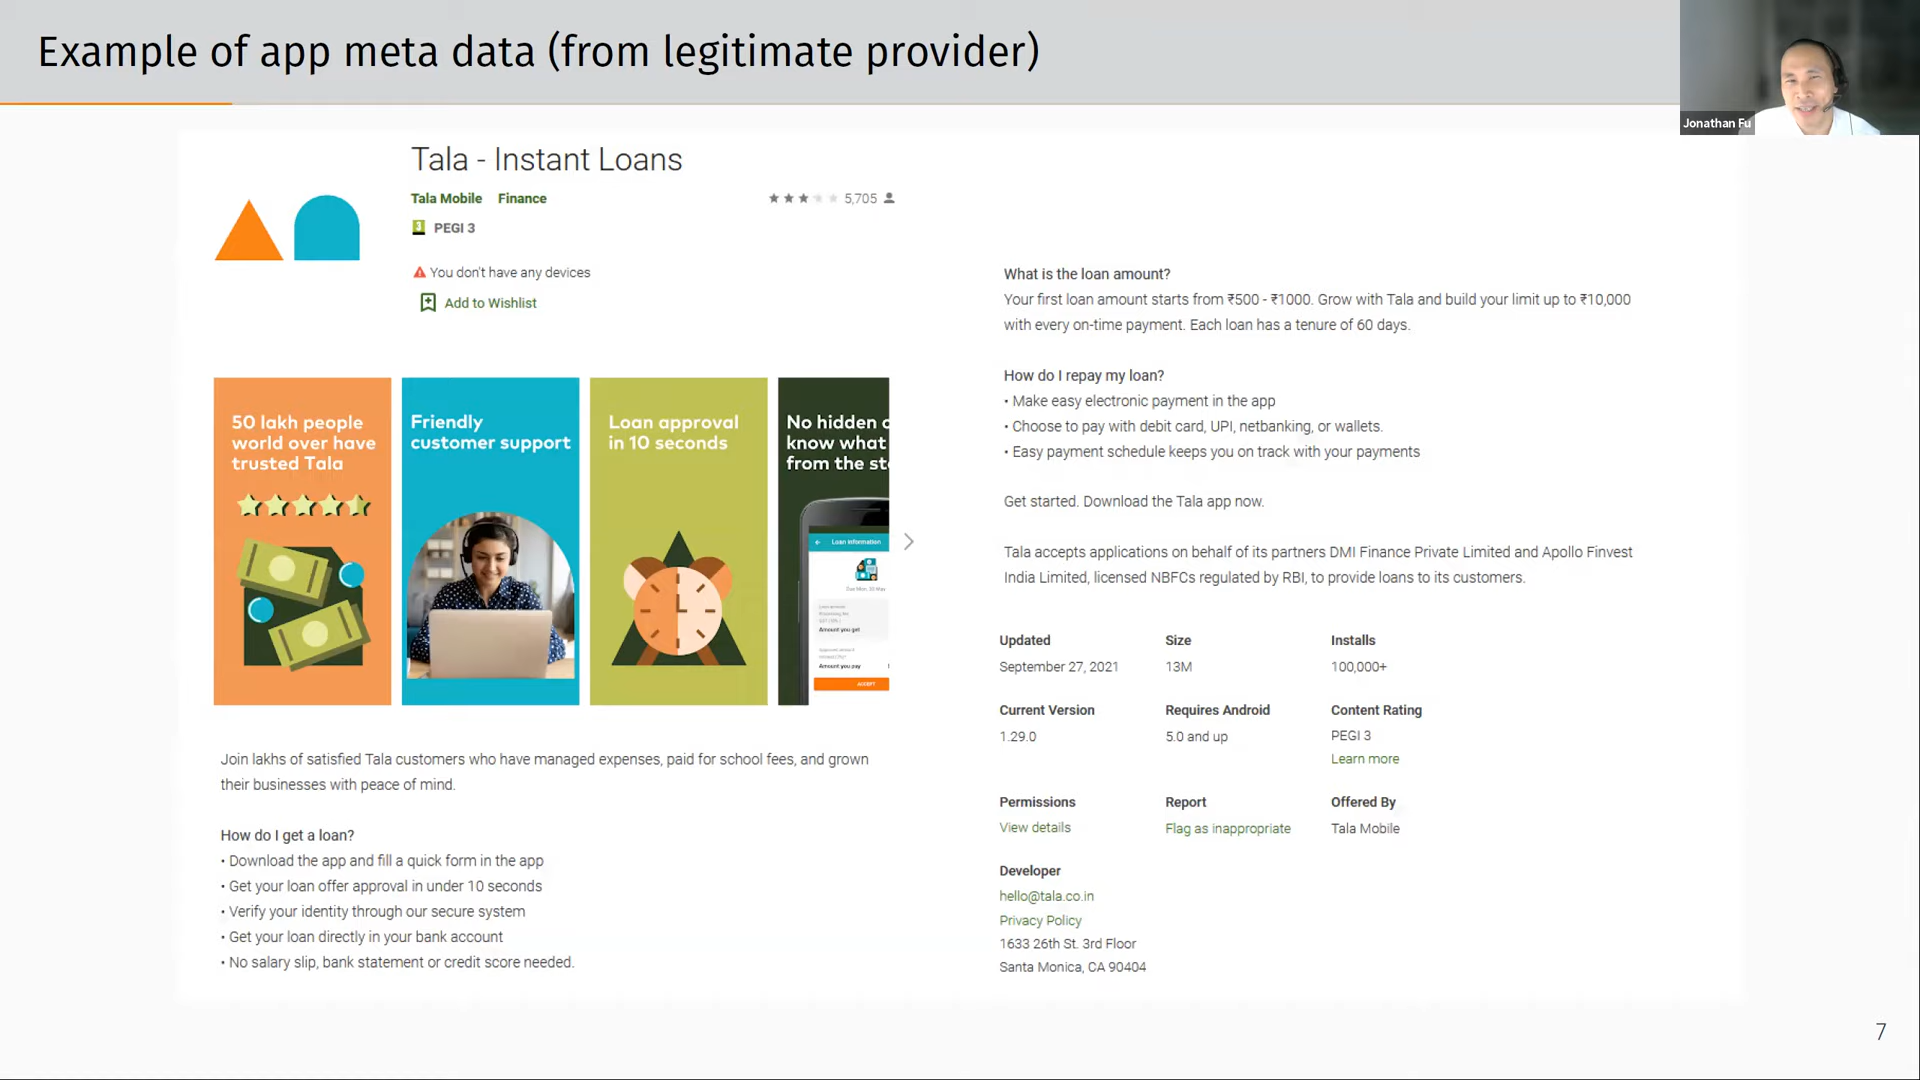 Example of app meta data (from legitimate provider)
Jonathan Fu
Tala - Instant Loans
Tala Mobile Finance
5,705
3 PEGI 3
You don't have any devices
Add to Wishlist
50 lakh people
world over have
trusted Tala
Friendly
customer support
Loan approval
in 10 seconds
No hidden
know what
from the
Loan information
Amount you get
Amount you pay
ACCEPT
Join lakhs of satisfied Tala customers who have managed expenses, paid for school fees, and grown
their businesses with peace of mind.
How do I get a loan?
• Download the app and fill a quick form in the app
• Get your loan offer approval in under 10 seconds
• Verify your identity through our secure system
• Get your loan directly in your bank account
• No salary slip, bank statement or credit score needed.
What is the loan amount?
Your first loan amount starts from ₹500 - ₹1000. Grow with Tala and build your limit up to ₹10,000
with every on-time payment. Each loan has a tenure of 60 days.
How do I repay my loan?
• Make easy electronic payment in the app
• Choose to pay with debit card, UPI, netbanking, or wallets.
• Easy payment schedule keeps you on track with your payments
Get started. Download the Tala app now.
Tala accepts applications on behalf of its partners DMI Finance Private Limited and Apollo Finvest
India Limited, licensed NBFCs regulated by RBI, to provide loans to its customers.
Updated Size Installs
September 27, 2021 13M 100,000+
Current Version Requires Android Content Rating
1.29.0 5.0 and up PEGI 3
Learn more
Permissions Report Offered By
View details Flag as inappropriate Tala Mobile
Developer
hello@tala.co.in
Privacy Policy
1633 26th St. 3rd Floor
Santa Monica, CA 90404
7